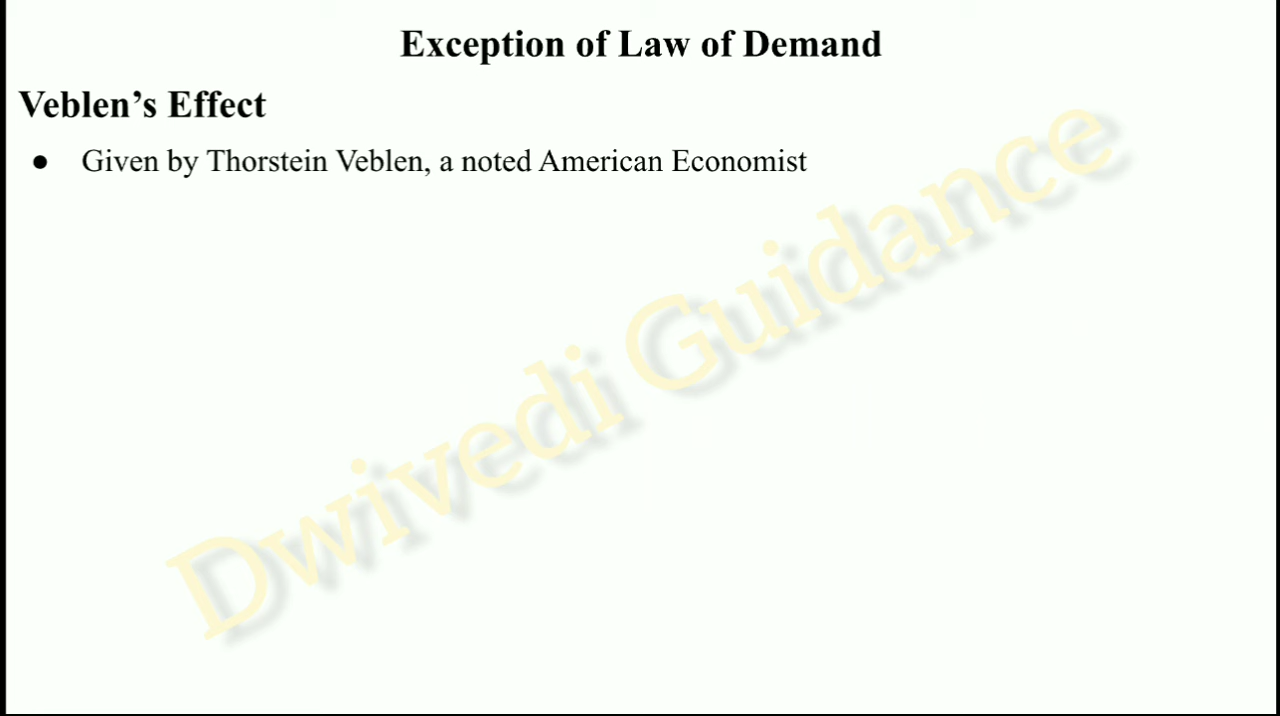 Exception of Law of Demand
Veblen’s Effect
● Given by Thorstein Veblen, a noted American Economist
Dwivedi Guidance